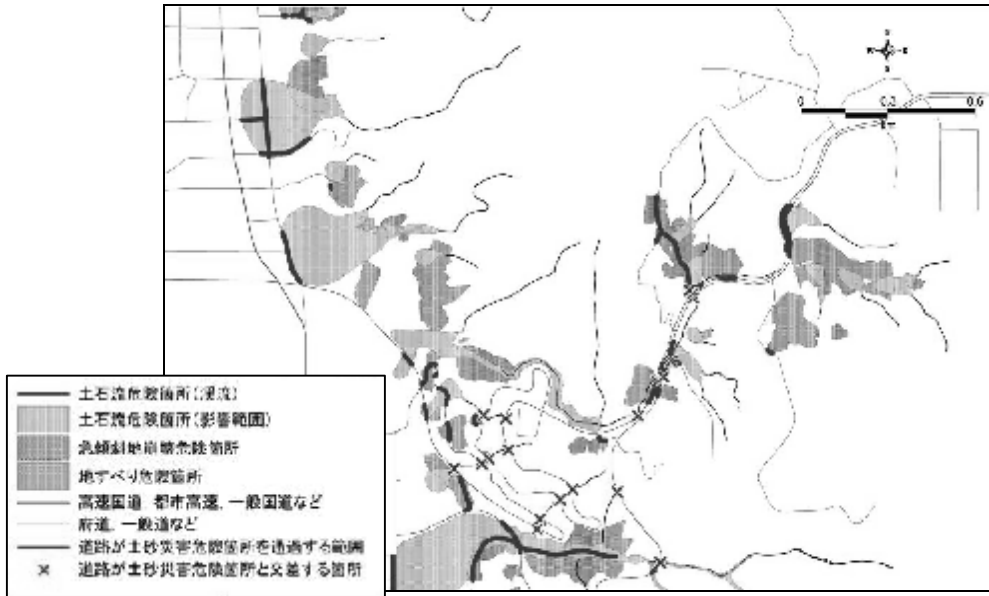 0 0.3 0.6
土石流危険箇所(渓流)
土石流危険箇所(影響範囲)
急傾斜地崩壊危険箇所
地すべり危険箇所
高速国道、都市高速、一般国道など
府道、一般道など
道路が土砂災害危険箇所を通過する範囲
道路が土砂災害危険箇所と交差する箇所